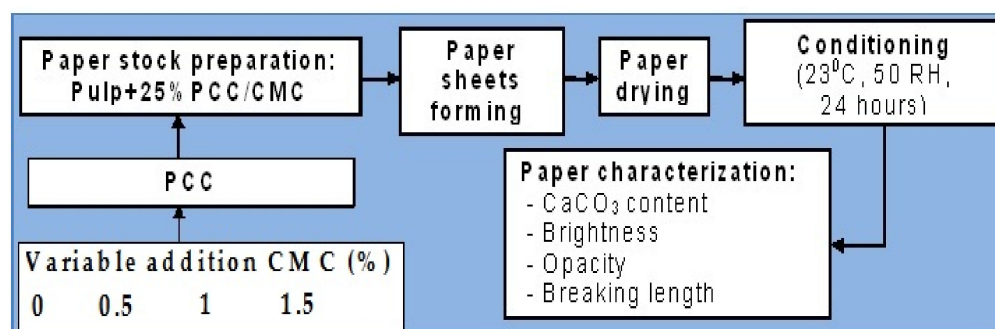 Paper stock preparation:
Pulp+25% PCC/CMC
Paper
sheets
forming
Paper
drying
Conditioning
(23⁰C, 50 RH,
24 hours)
PCC
Variable addition CMC (%)
0 0.5 1 1.5
Paper characterization:
- CaCO₃ content
- Brightness
- Opacity
- Breaking length